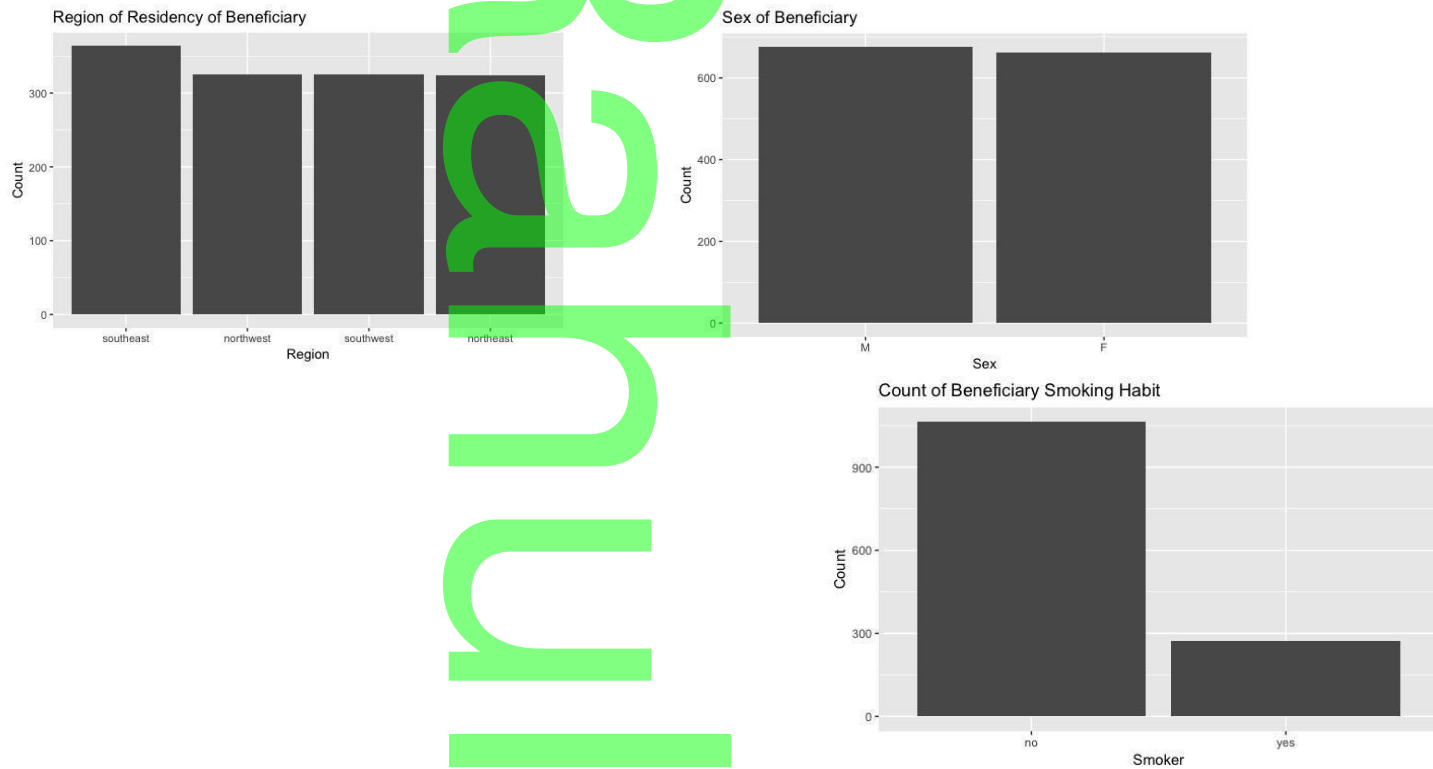 Region of Residency of Beneficiary
Count
300
200
100
0
southeast northwest southwest northeast
Region
Sex of Beneficiary
Count
600
400
200
0
M F
Sex
Count of Beneficiary Smoking Habit
Count
900
600
300
0
no yes
Smoker
ahul